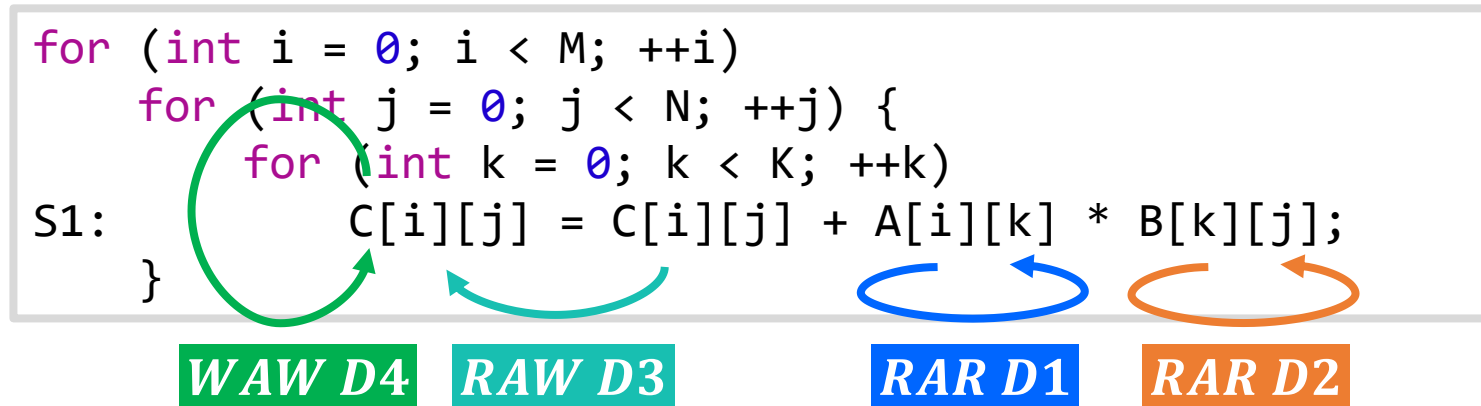 for (int i = 0; i < M; ++i)
    for (int j = 0; j < N; ++j) {
        for (int k = 0; k < K; ++k)
S1:         C[i][j] = C[i][j] + A[i][k] * B[k][j];
    }
WAW D4 RAW D3 RAR D1 RAR D2